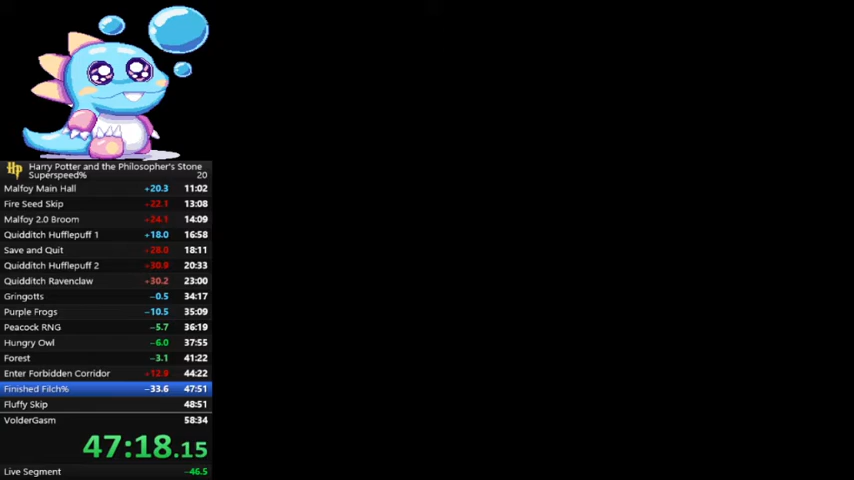 Harry Potter and the Philosopher's Stone
Superspeed% 20
Malfoy Main Hall +20.3 11:02
Fire Seed Skip +22.1 13:08
Malfoy 2.0 Broom +24.1 14:09
Quidditch Hufflepuff 1 +18.0 16:58
Save and Quit +28.0 18:11
Quidditch Hufflepuff 2 +30.9 20:33
Quidditch Ravenclaw +30.2 23:00
Gringotts −0.5 34:17
Purple Frogs −10.5 35:09
Peacock RNG −5.7 36:19
Hungry Owl −6.0 37:55
Forest −3.1 41:22
Enter Forbidden Corridor +12.9 44:22
Finished Filch% −33.6 47:51
Fluffy Skip 48:51
VolderGasm 58:34
47:18.15
Live Segment −46.5